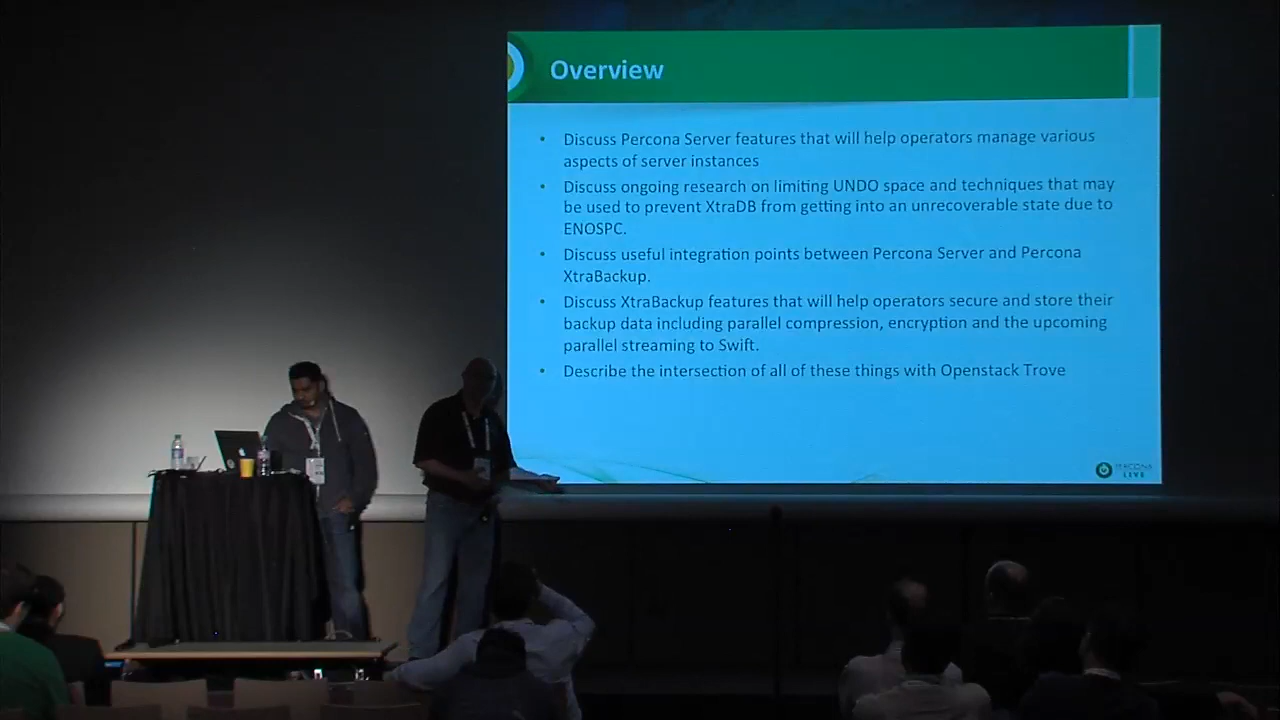 Overview
• Discuss Percona Server features that will help operators manage various
aspects of server instances
• Discuss ongoing research on limiting UNDO space and techniques that may
be used to prevent XtraDB from getting into an unrecoverable state due to
ENOSPC.
• Discuss useful integration points between Percona Server and Percona
XtraBackup.
• Discuss XtraBackup features that will help operators secure and store their
backup data including parallel compression, encryption and the upcoming
parallel streaming to Swift.
• Describe the intersection of all of these things with Openstack Trove
PERCONA
LIVE